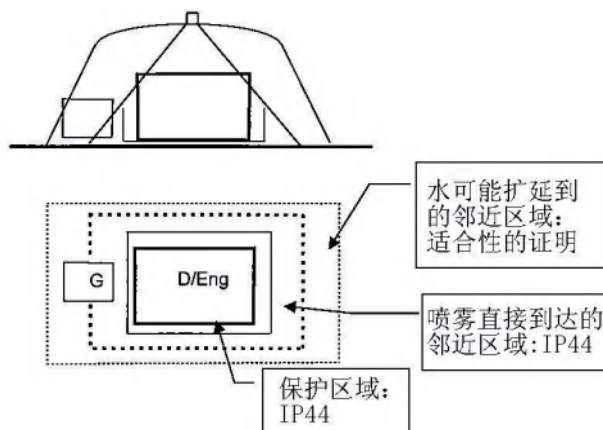 水可能扩延到
的邻近区域:
适合性的证明
G
D/Eng
喷雾直接到达的
邻近区域:IP44
保护区域:
IP44